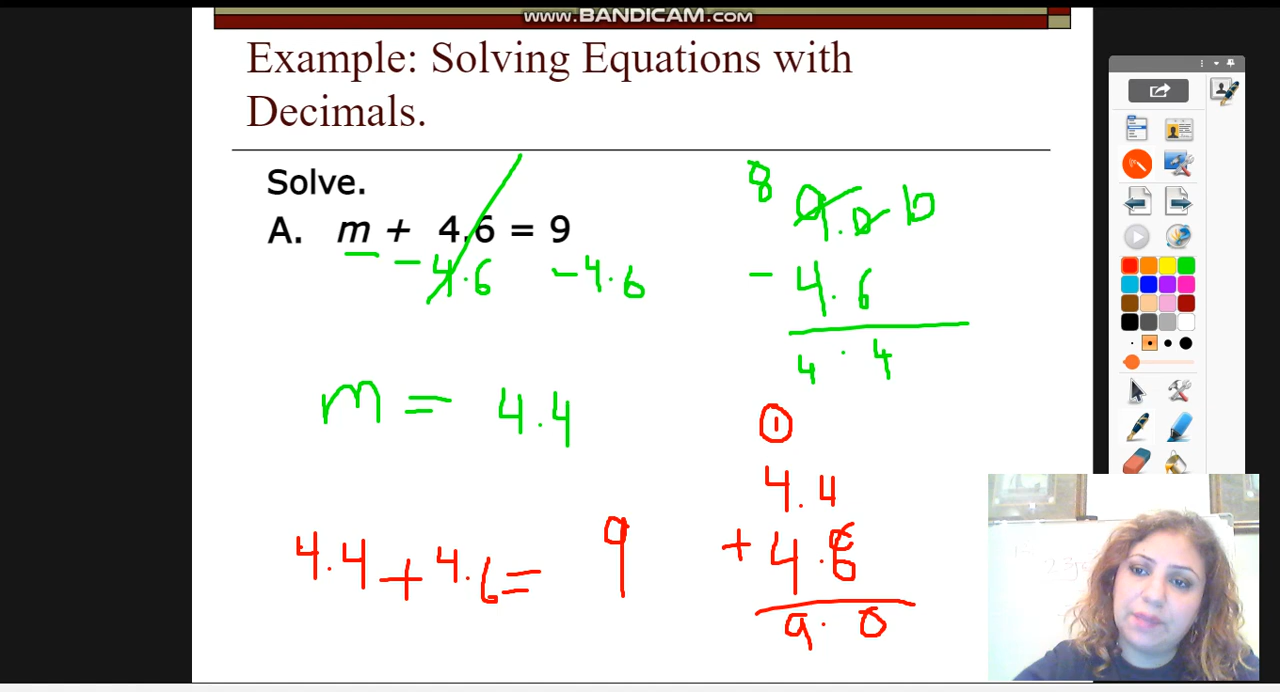 WWW.BANDICAM.COM
Example: Solving Equations with
Decimals.
Solve.
A. m + 4.6 = 9
- 4.6 - 4.6
m = 4.4
8 9.0 10
- 4.6
4.4
1
4.4
+ 4.6
9.0
4.4 + 4.6 = 9